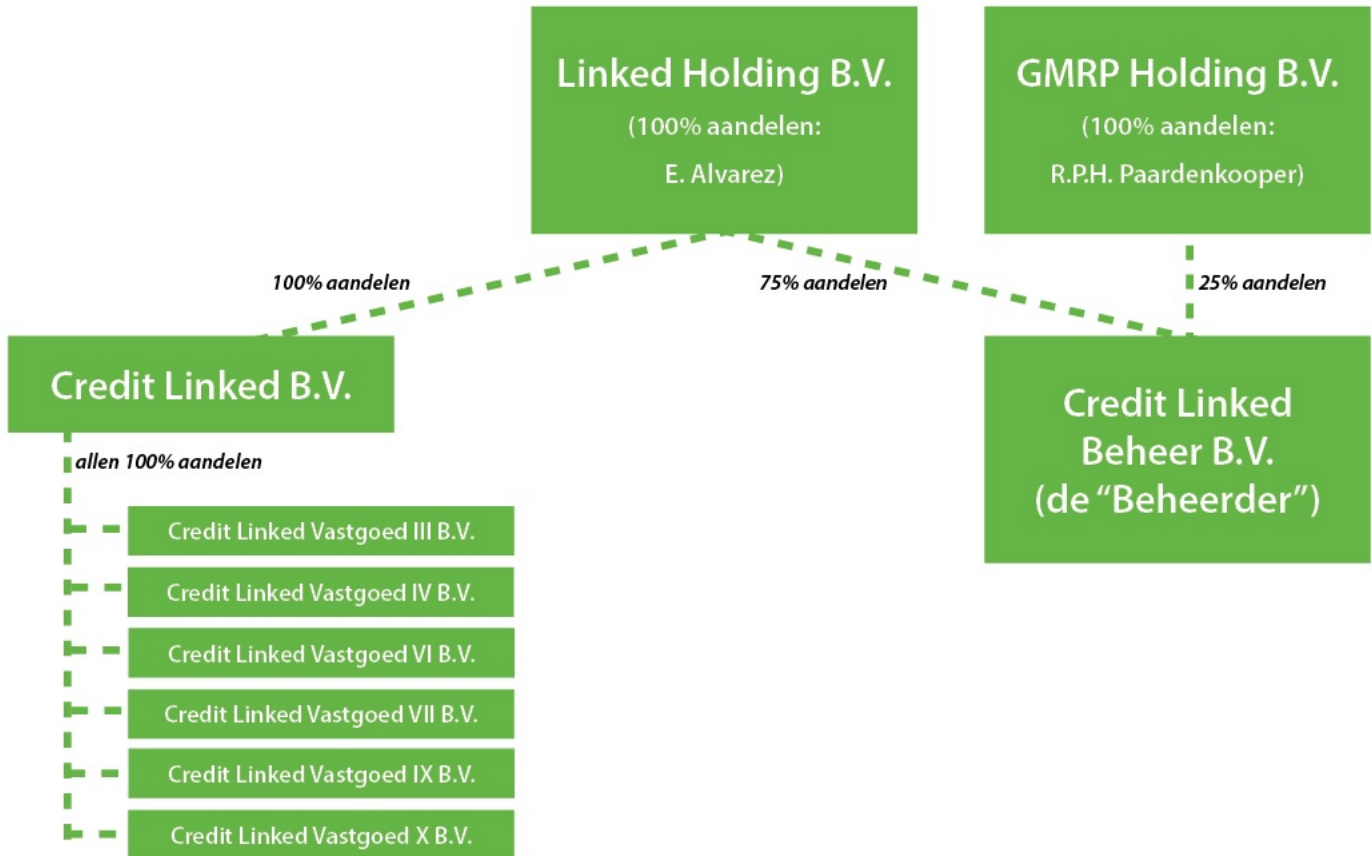 Linked Holding B.V.
(100% aandelen:
E. Alvarez)
GMRP Holding B.V.
(100% aandelen:
R.P.H. Paardenkooper)
100% aandelen
75% aandelen
25% aandelen
Credit Linked B.V.
allen 100% aandelen
Credit Linked
Beheer B.V.
(de “Beheerder”)
Credit Linked Vastgoed III B.V.
Credit Linked Vastgoed IV B.V.
Credit Linked Vastgoed VI B.V.
Credit Linked Vastgoed VII B.V.
Credit Linked Vastgoed IX B.V.
Credit Linked Vastgoed X B.V.